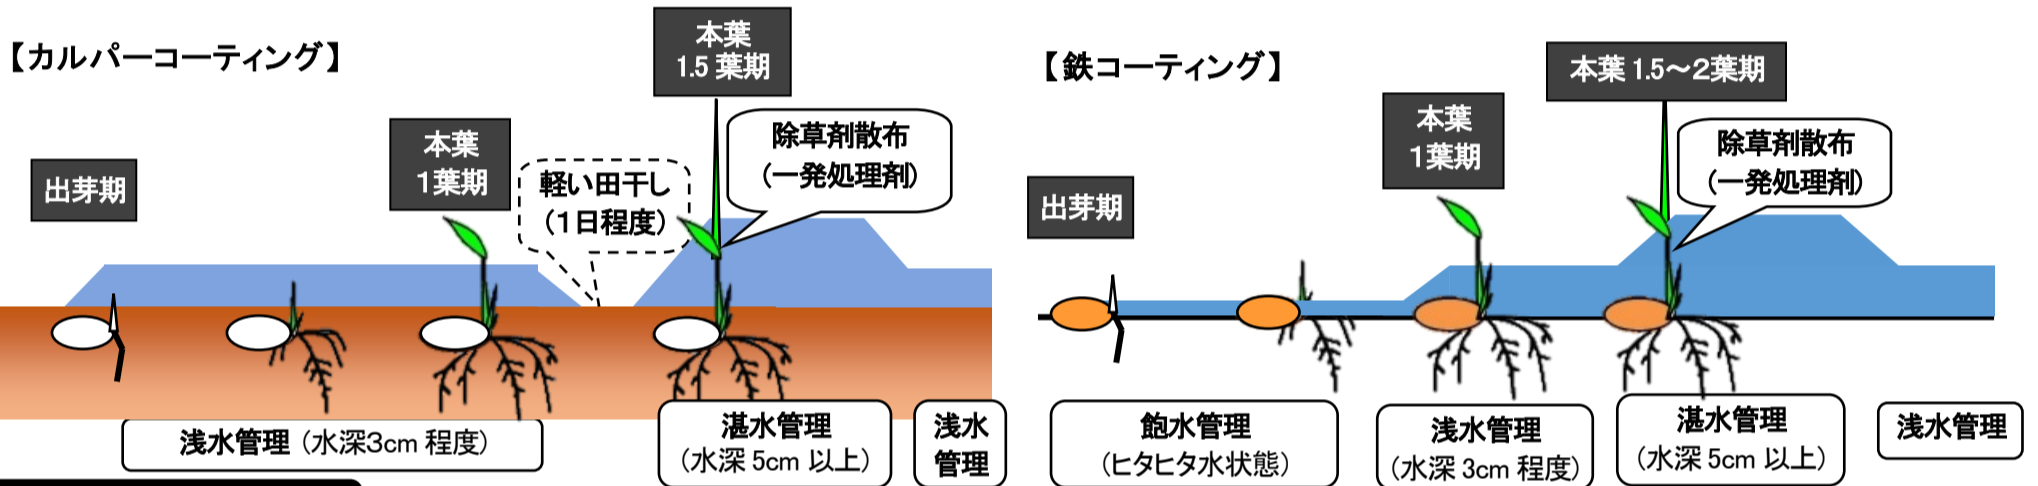 【カルパーコーティング】
出芽期
本葉
1葉期
軽い田干し
(1日程度)
本葉
1.5 葉期
除草剤散布
(一発処理剤)
浅水管理(水深3cm 程度)
湛水管理
(水深 5cm 以上)
浅水
管理
【鉄コーティング】
出芽期
本葉
1葉期
本葉 1.5～2葉期
除草剤散布
(一発処理剤)
飽水管理
(ヒタヒタ水状態)
浅水管理
(水深 3cm 程度)
湛水管理
(水深 5cm 以上)
浅水管理